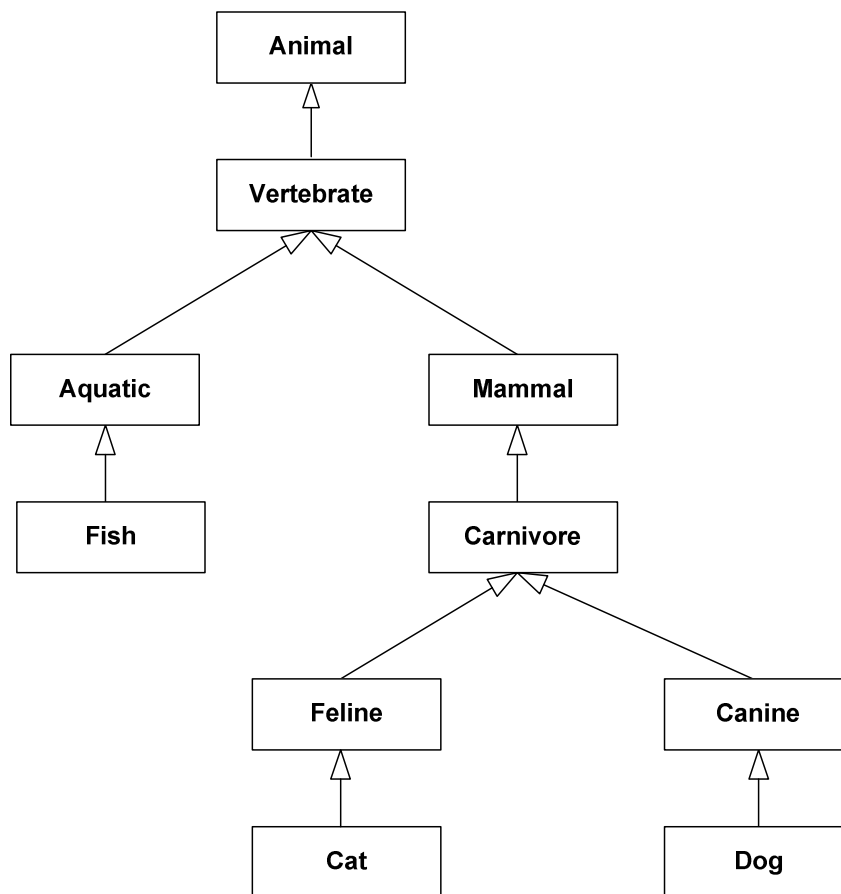 Animal
Vertebrate
Aquatic
Mammal
Fish
Carnivore
Feline
Canine
Cat
Dog